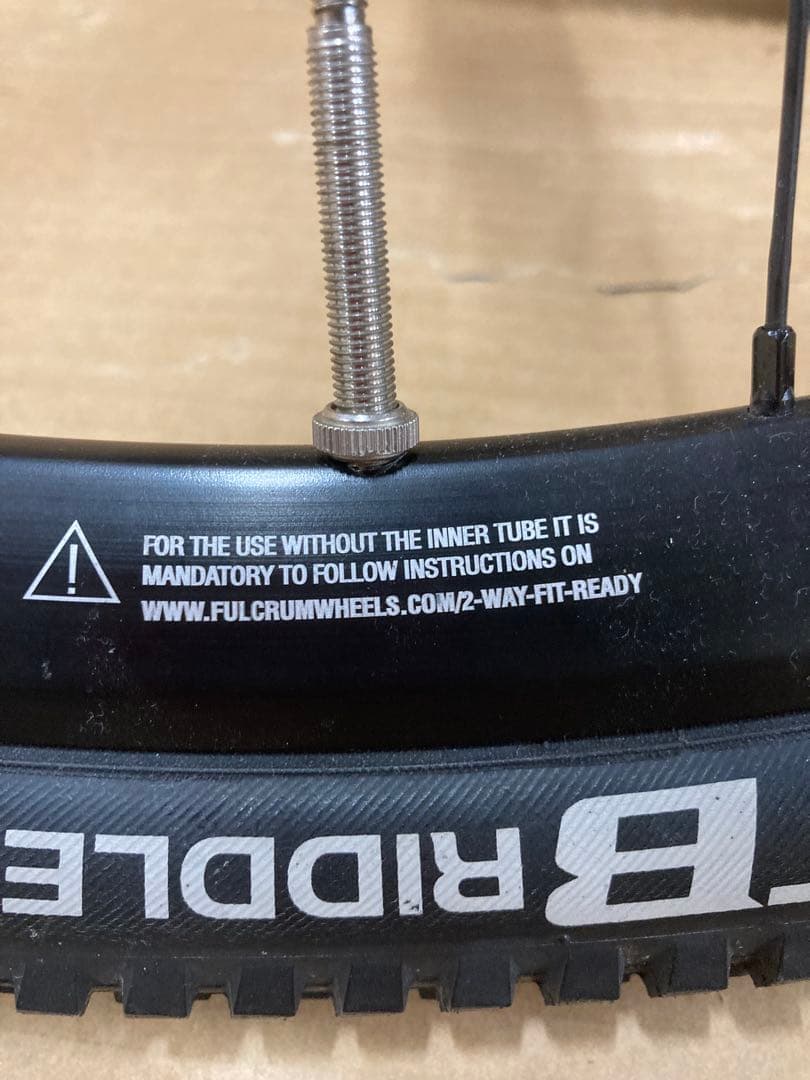 FOR THE USE WITHOUT THE INNER TUBE IT IS
MANDATORY TO FOLLOW INSTRUCTIONS ON
WWW.FULCRUMWHEELS.COM/2-WAY-FIT-READY
RIDDLE